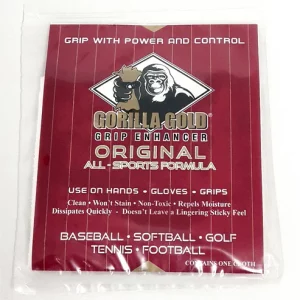 GRIP WITH POWER AND CONTROL
GORILLA GOLD
GRIP ENHANCER
ORIGINAL
ALL - SPORTS FORMULA
USE ON HANDS • GLOVES • GRIPS
Clean • Won't Stain • Non-Toxic • Repels Moisture
Dissipates Quickly - Doesn't Leave a Lingering Sticky Feel
BASEBALL • SOFTBALL • GOLF
TENNIS • FOOTBALL
CONTAINS ONE CLOTH